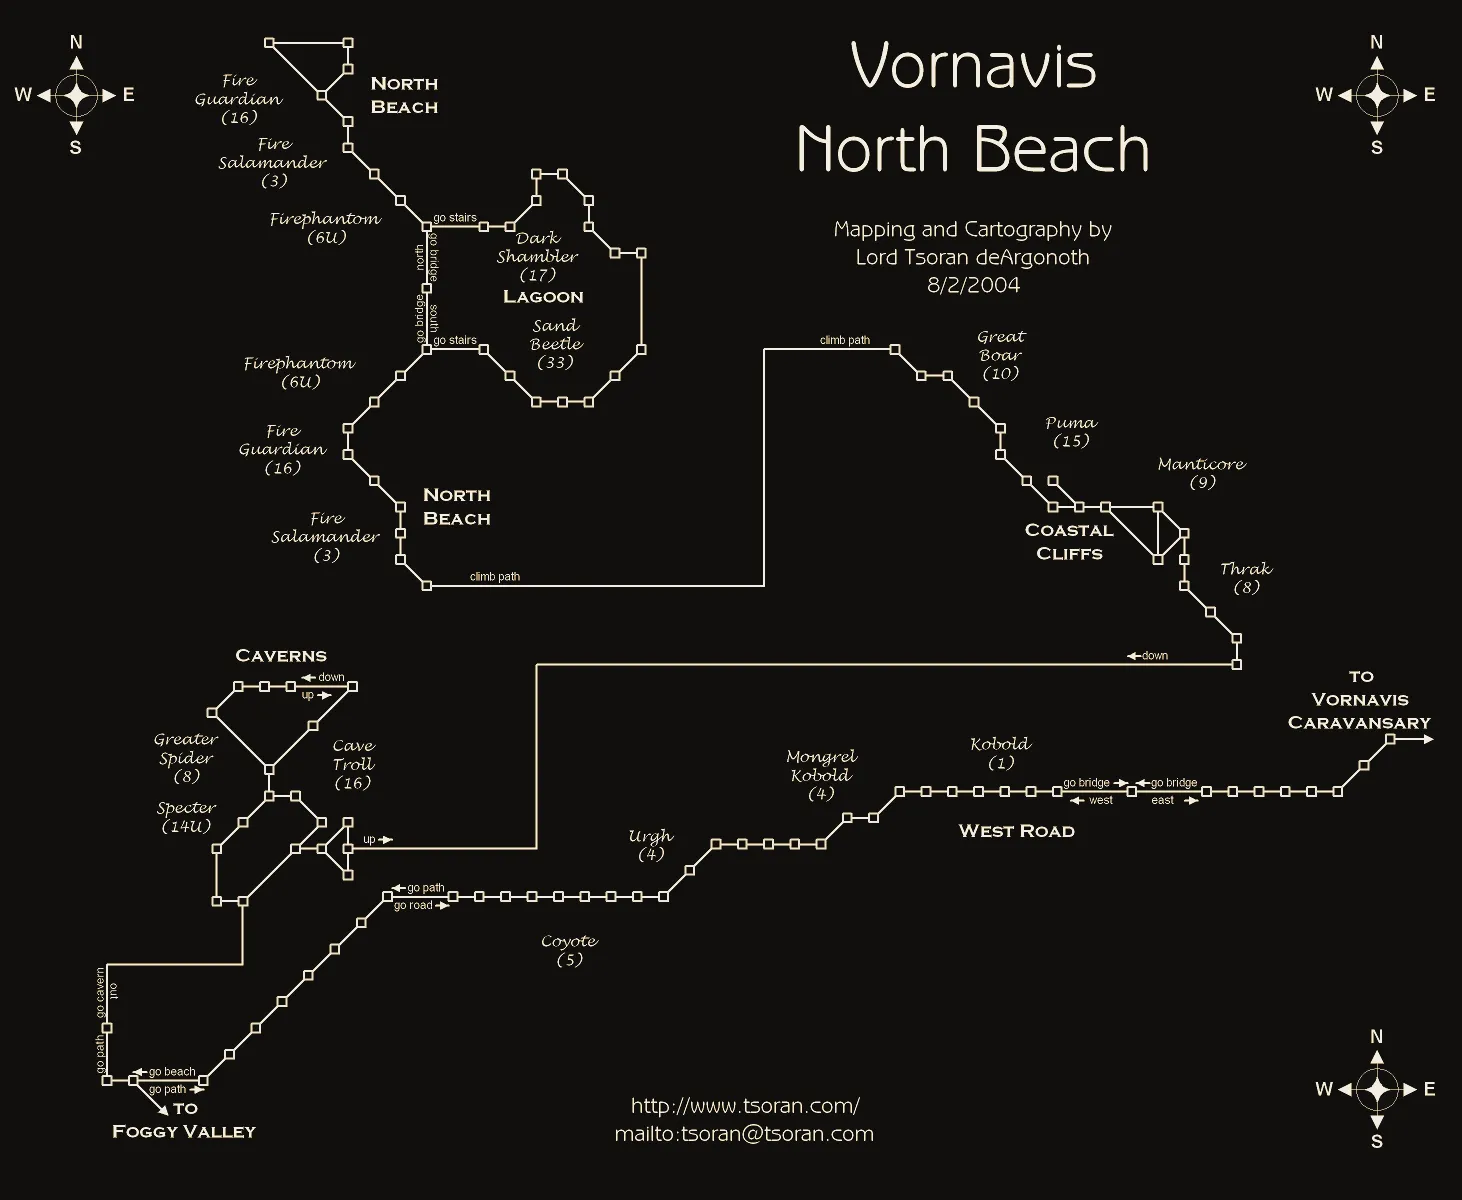 N
W
E
S
Vornavis
North Beach
Mapping and Cartography by
Lord Tsoran deArgonoth
8/2/2004
N
W
E
S
Fire
Guardian
(16)
North
Beach
Fire
Salamander
(3)
Firephantom
(6U)
go stairs
north
go bridge
Dark
Shambler
(17)
Lagoon
go bridge
south
go stairs
Sand
Beetle
(33)
Firephantom
(6U)
Fire
Guardian
(16)
North
Beach
Fire
Salamander
(3)
climb path
climb path
Great
Boar
(10)
Puma
(15)
Manticore
(9)
Coastal
Cliffs
Thrak
(8)
down
Caverns
down
up
Greater
Spider
(8)
Cave
Troll
(16)
Specter
(14U)
up
To
Vornavis
Caravansary
Kobold
(1)
Mongrel
Kobold
(4)
go bridge
go bridge
west
east
West Road
Urgh
(4)
go path
go road
Coyote
(5)
go cavern
out
go path
go beach
go path
To
Foggy Valley
http://www.tsoran.com/
mailto:tsoran@tsoran.com
N
W
E
S